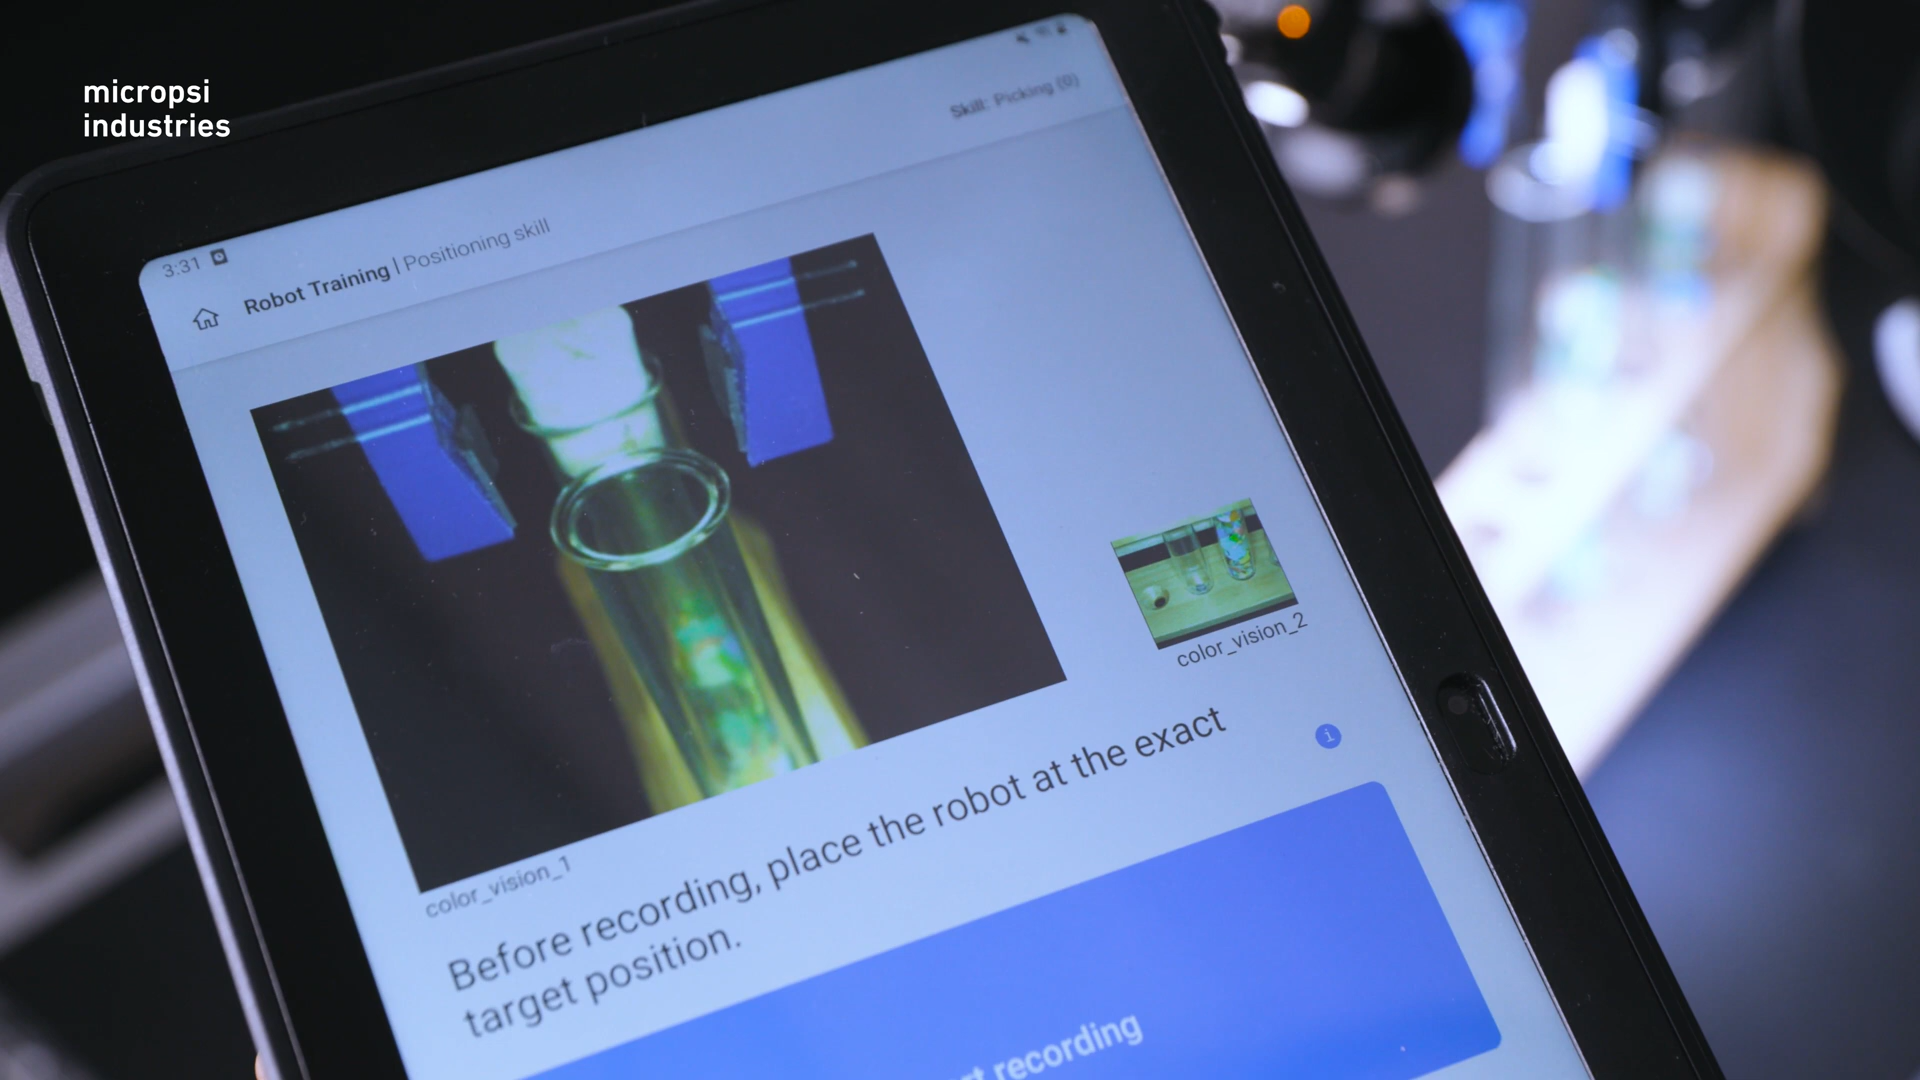 micropsi
industries
3:31
Skill: Picking (0)
Robot Training | Positioning skill
color_vision_1
color_vision_2
Before recording, place the robot at the exact
target position.
i
recording